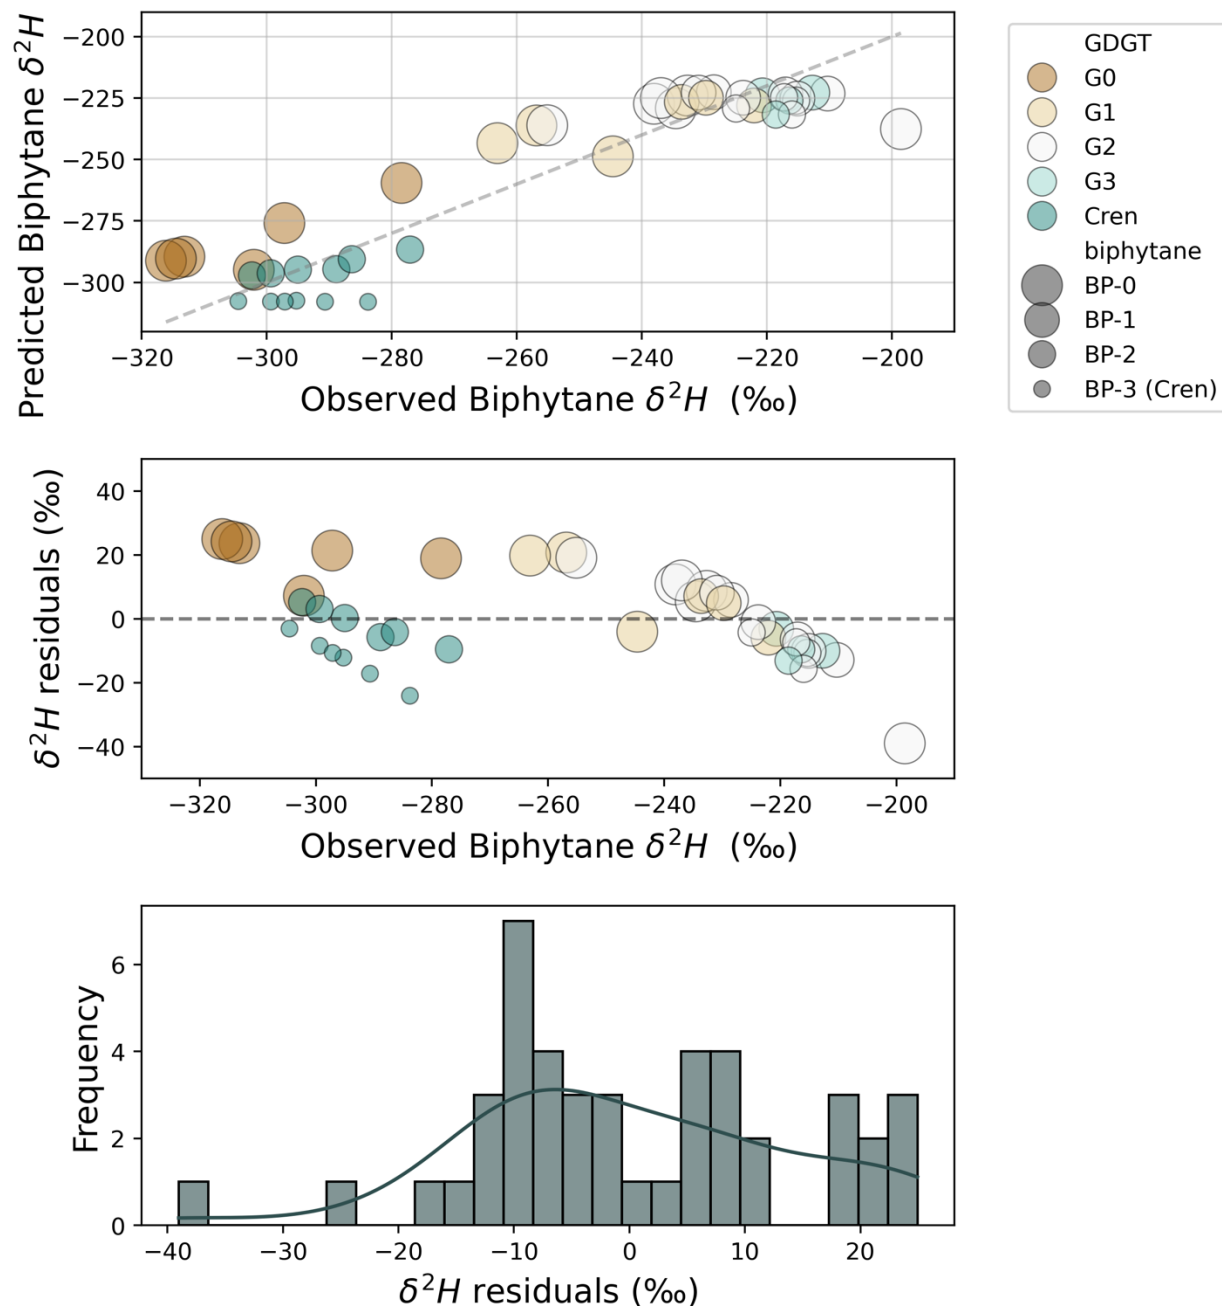 Predicted Biphytane δ²H
−200
−225
−250
−275
−300
−320
−300
−280
−260
−240
−220
−200
Observed Biphytane δ²H (‰)
GDGT
G0
G1
G2
G3
Cren
biphytane
BP-0
BP-1
BP-2
BP-3 (Cren)
δ²H residuals (‰)
40
20
0
−20
−40
−320
−300
−280
−260
−240
−220
−200
Observed Biphytane δ²H (‰)
Frequency
6
4
2
0
−40
−30
−20
−10
0
10
20
δ²H residuals (‰)